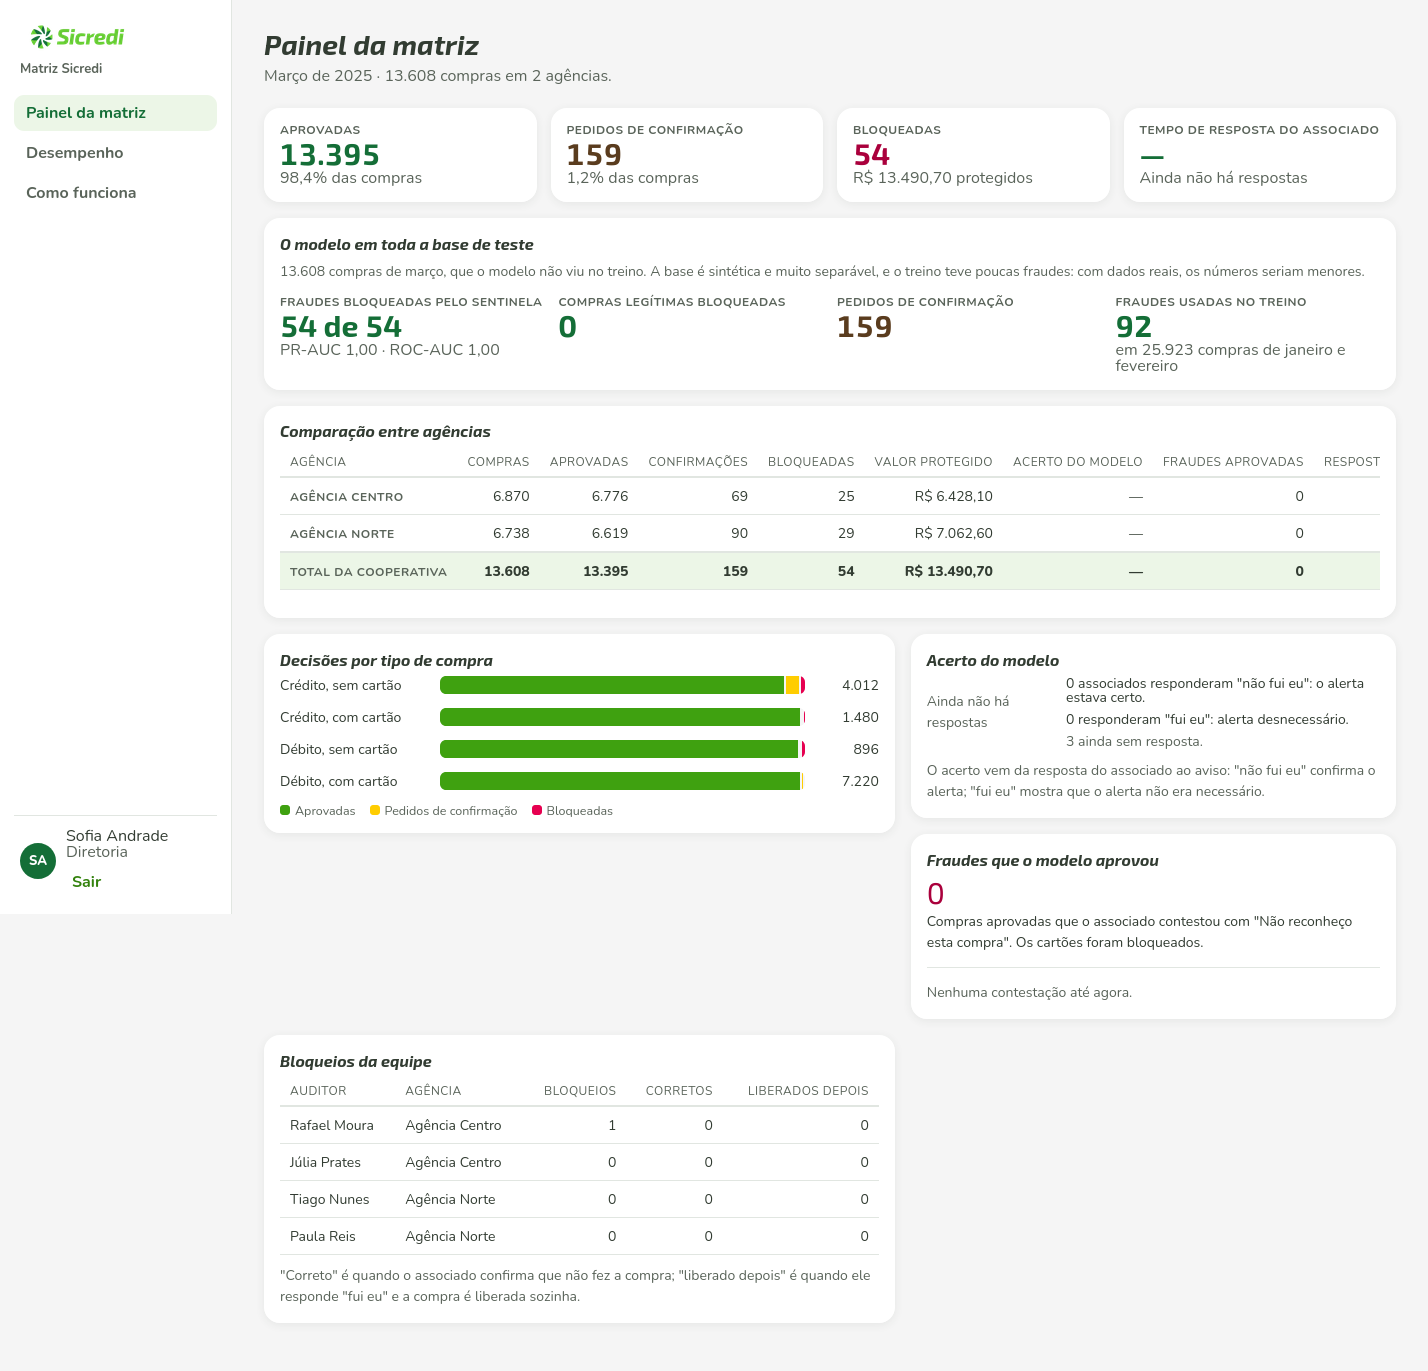 Sicredi
Matriz Sicredi
Painel da matriz
Desempenho
Como funciona
Sofia Andrade
Diretoria
SA
Sair
Painel da matriz
Março de 2025 · 13.608 compras em 2 agências.
APROVADAS
13.395
98,4% das compras
PEDIDOS DE CONFIRMAÇÃO
159
1,2% das compras
BLOQUEADAS
54
R$ 13.490,70 protegidos
TEMPO DE RESPOSTA DO ASSOCIADO
—
Ainda não há respostas
O modelo em toda a base de teste
13.608 compras de março, que o modelo não viu no treino. A base é sintética e muito separável, e o treino teve poucas fraudes: com dados reais, os números seriam menores.
FRAUDES BLOQUEADAS PELO SENTINELA
54 de 54
PR-AUC 1,00 · ROC-AUC 1,00
COMPRAS LEGÍTIMAS BLOQUEADAS
0
PEDIDOS DE CONFIRMAÇÃO
159
FRAUDES USADAS NO TREINO
92
em 25.923 compras de janeiro e
fevereiro
Comparação entre agências
AGÊNCIA COMPRAS APROVADAS CONFIRMAÇÕES BLOQUEADAS VALOR PROTEGIDO ACERTO DO MODELO FRAUDES APROVADAS RESPOST
AGÊNCIA CENTRO 6.870 6.776 69 25 R$ 6.428,10 — 0
AGÊNCIA NORTE 6.738 6.619 90 29 R$ 7.062,60 — 0
TOTAL DA COOPERATIVA 13.608 13.395 159 54 R$ 13.490,70 — 0
Decisões por tipo de compra
Crédito, sem cartão 4.012
Crédito, com cartão 1.480
Débito, sem cartão 896
Débito, com cartão 7.220
Aprovadas Pedidos de confirmação Bloqueadas
Acerto do modelo
Ainda não há
respostas
0 associados responderam "não fui eu": o alerta
estava certo.
0 responderam "fui eu": alerta desnecessário.
3 ainda sem resposta.
O acerto vem da resposta do associado ao aviso: "não fui eu" confirma o
alerta; "fui eu" mostra que o alerta não era necessário.
Fraudes que o modelo aprovou
0
Compras aprovadas que o associado contestou com "Não reconheço
esta compra". Os cartões foram bloqueados.
Nenhuma contestação até agora.
Bloqueios da equipe
AUDITOR AGÊNCIA BLOQUEIOS CORRETOS LIBERADOS DEPOIS
Rafael Moura Agência Centro 1 0 0
Júlia Prates Agência Centro 0 0 0
Tiago Nunes Agência Norte 0 0 0
Paula Reis Agência Norte 0 0 0
"Correto" é quando o associado confirma que não fez a compra; "liberado depois" é quando ele
responde "fui eu" e a compra é liberada sozinha.